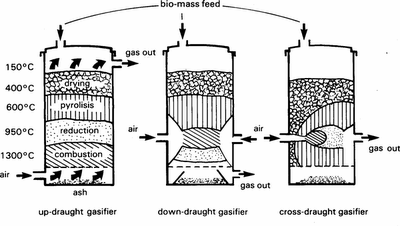 bio-mass feed
gas out
150°C
drying
400°C
pyrolisis
600°C
air
air
reduction
950°C
gas out
combustion
1300°C
air
gas out
ash
up-draught gasifier
down-draught gasifier
cross-draught gasifier